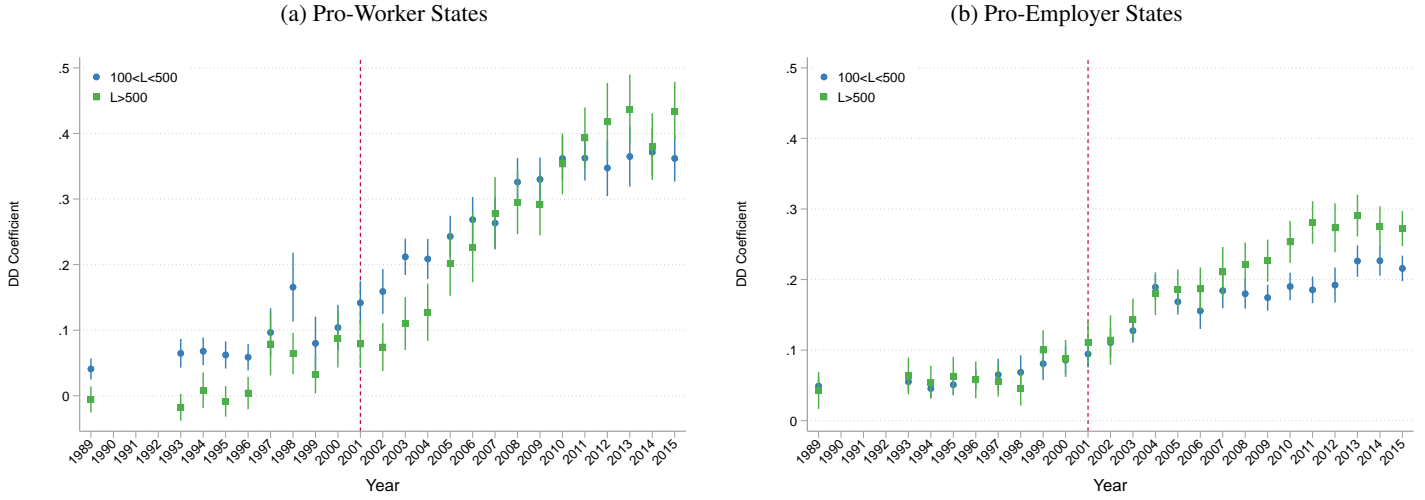 (a) Pro-Worker States
.5
.4
.3
.2
.1
0
DD Coefficient
100<L<500
L>500
1989 1990 1991 1992 1993 1994 1995 1996 1997 1998 1999 2000 2001 2002 2003 2004 2005 2006 2007 2008 2009 2010 2011 2012 2013 2014 2015
Year
(b) Pro-Employer States
.5
.4
.3
.2
.1
0
DD Coefficient
100<L<500
L>500
1989 1990 1991 1992 1993 1994 1995 1996 1997 1998 1999 2000 2001 2002 2003 2004 2005 2006 2007 2008 2009 2010 2011 2012 2013 2014 2015
Year